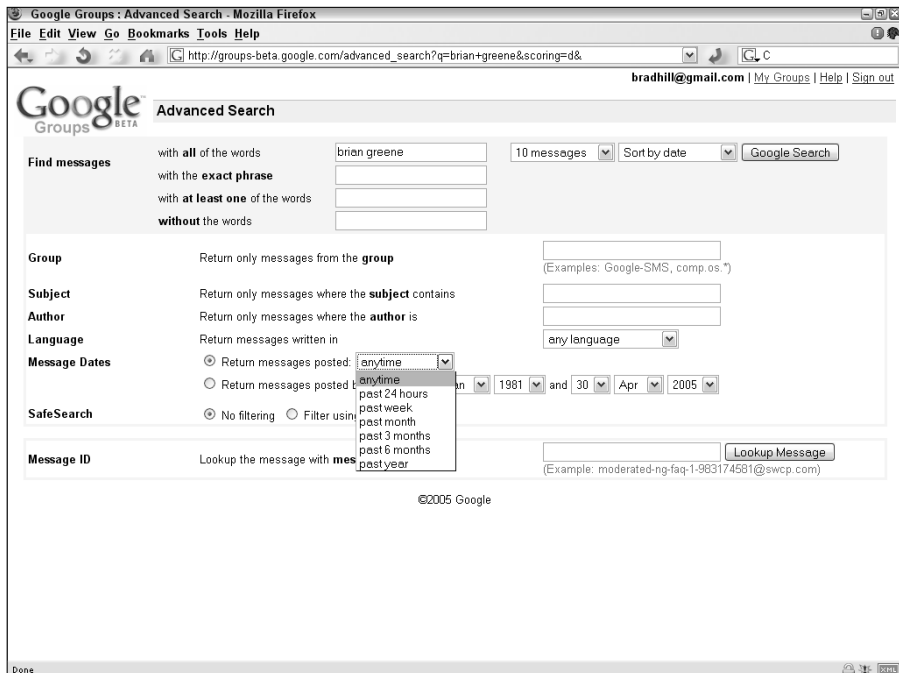 Google Groups : Advanced Search - Mozilla Firefox
File Edit View Go Bookmarks Tools Help
http://groups-beta.google.com/advanced_search?q=brian+greene&scoring=d& G C
bradhill@gmail.com | My Groups | Help | Sign out
Google™ Groups BETA
Advanced Search
Find messages
with all of the words brian greene 10 messages Sort by date Google Search
with the exact phrase
with at least one of the words
without the words
Group Return only messages from the group
(Examples: Google-SMS, comp.os.*)
Subject Return only messages where the subject contains
Author Return only messages where the author is
Language Return messages written in any language
Message Dates Return messages posted: anytime
Return messages posted 1981 and 30 Apr 2005
anytime
past 24 hours
past week
past month
past 3 months
past 6 months
past year
SafeSearch No filtering Filter using
Message ID Lookup the message with Lookup Message
(Example: moderated-ng-faq-1-983174581@swcp.com)
©2005 Google
Done XML